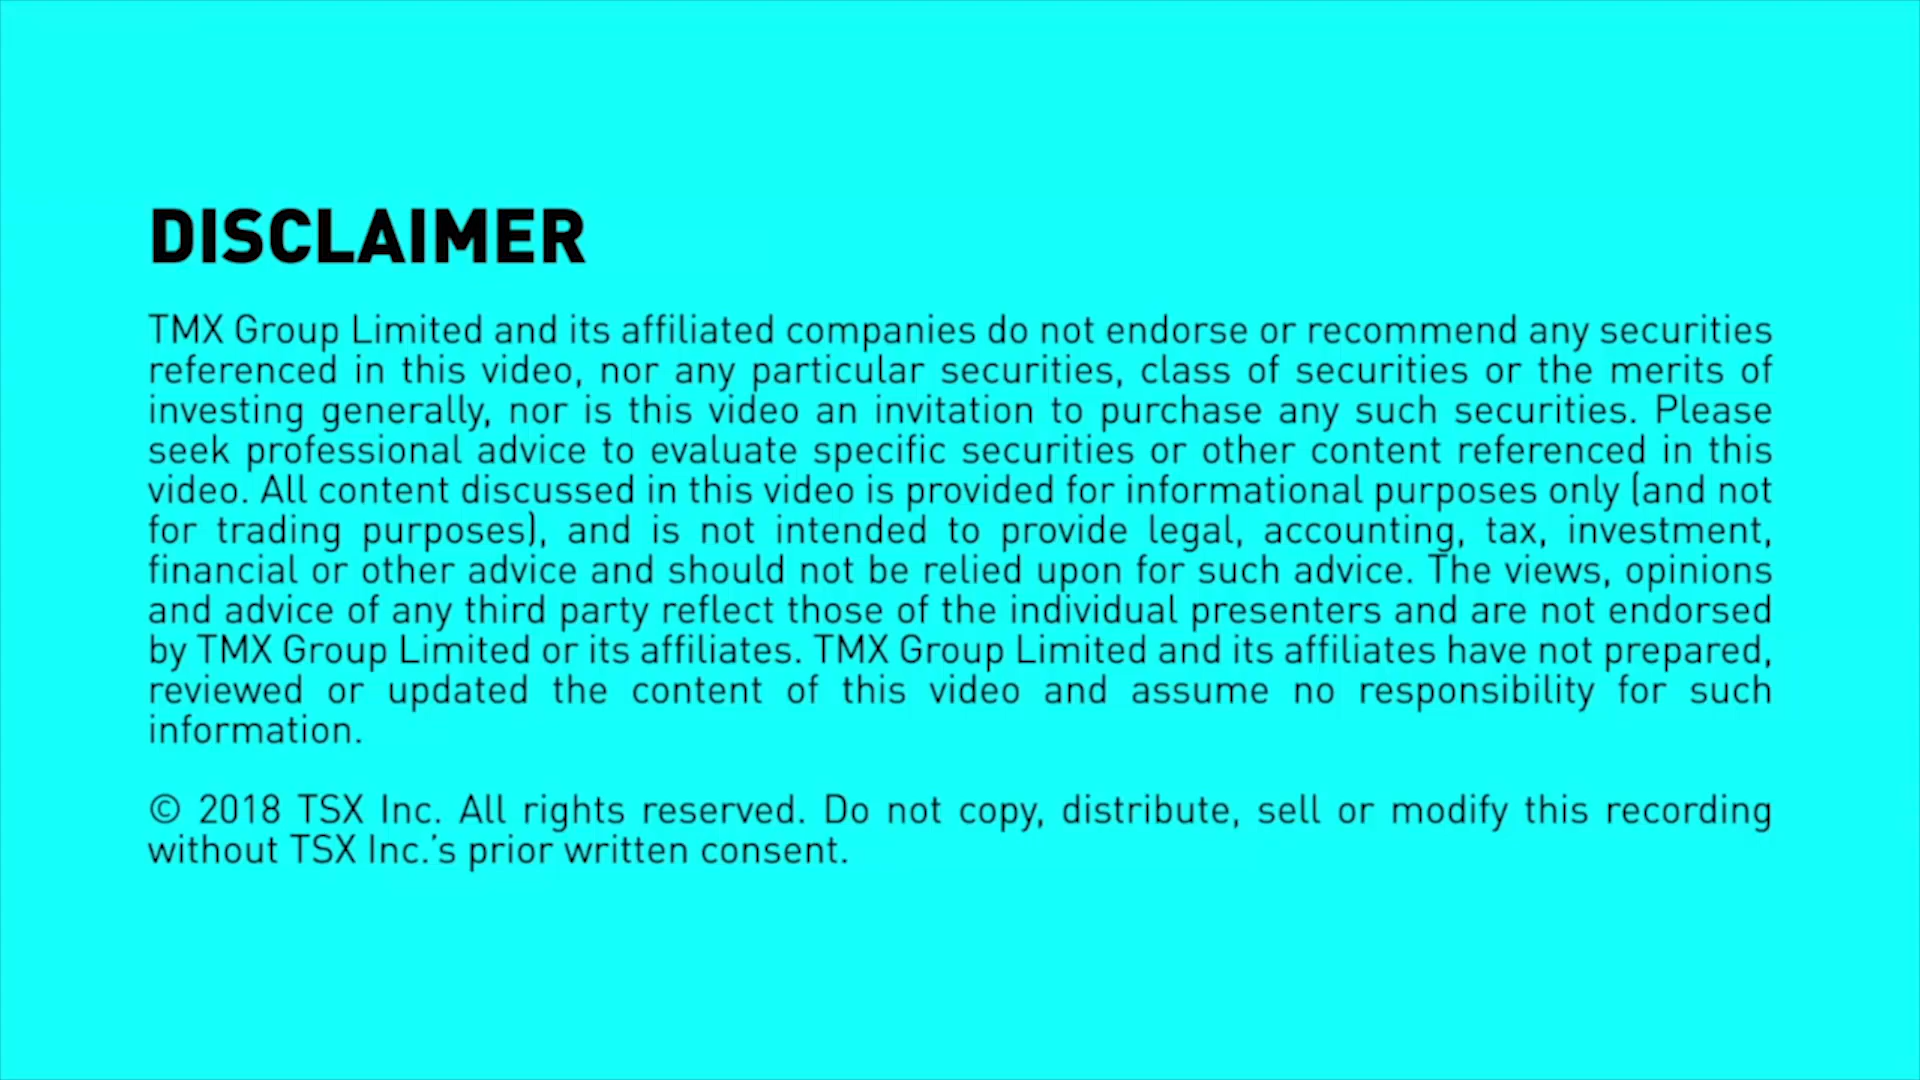 DISCLAIMER
TMX Group Limited and its affiliated companies do not endorse or recommend any securities
referenced in this video, nor any particular securities, class of securities or the merits of
investing generally, nor is this video an invitation to purchase any such securities. Please
seek professional advice to evaluate specific securities or other content referenced in this
video. All content discussed in this video is provided for informational purposes only (and not
for trading purposes), and is not intended to provide legal, accounting, tax, investment,
financial or other advice and should not be relied upon for such advice. The views, opinions
and advice of any third party reflect those of the individual presenters and are not endorsed
by TMX Group Limited or its affiliates. TMX Group Limited and its affiliates have not prepared,
reviewed or updated the content of this video and assume no responsibility for such
information.
© 2018 TSX Inc. All rights reserved. Do not copy, distribute, sell or modify this recording
without TSX Inc.'s prior written consent.